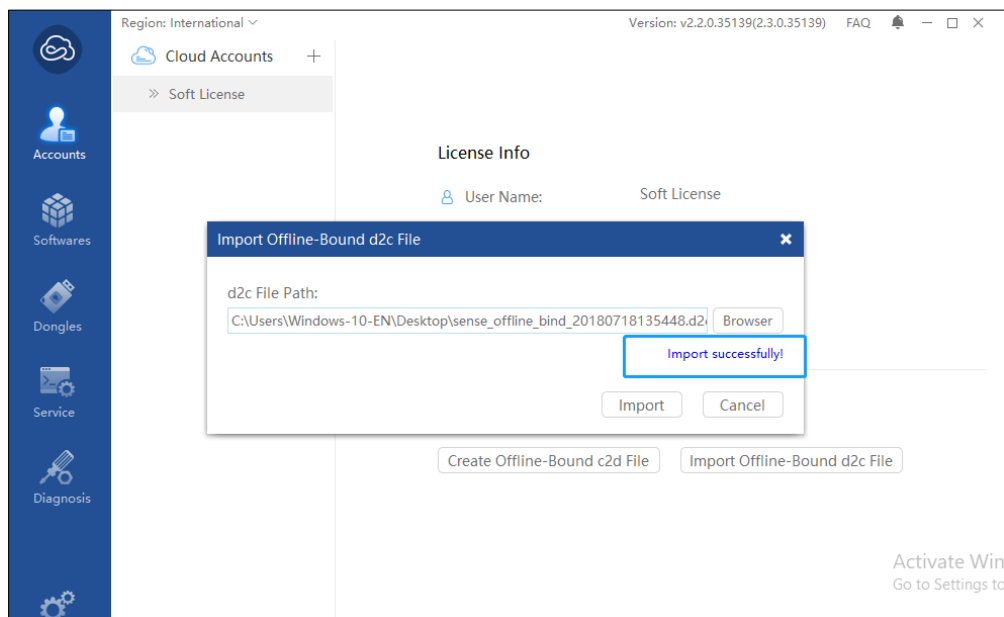 Region: International
Version: v2.2.0.35139(2.3.0.35139)
FAQ
Cloud Accounts
Soft License
Accounts
Softwares
Dongles
Service
Diagnosis
License Info
User Name:
Soft License
Import Offline-Bound d2c File
d2c File Path:
C:\Users\Windows-10-EN\Desktop\sense_offline_bind_20180718135448.d2
Browser
Import successfully!
Import
Cancel
Create Offline-Bound c2d File
Import Offline-Bound d2c File
Activate Win
Go to Settings to